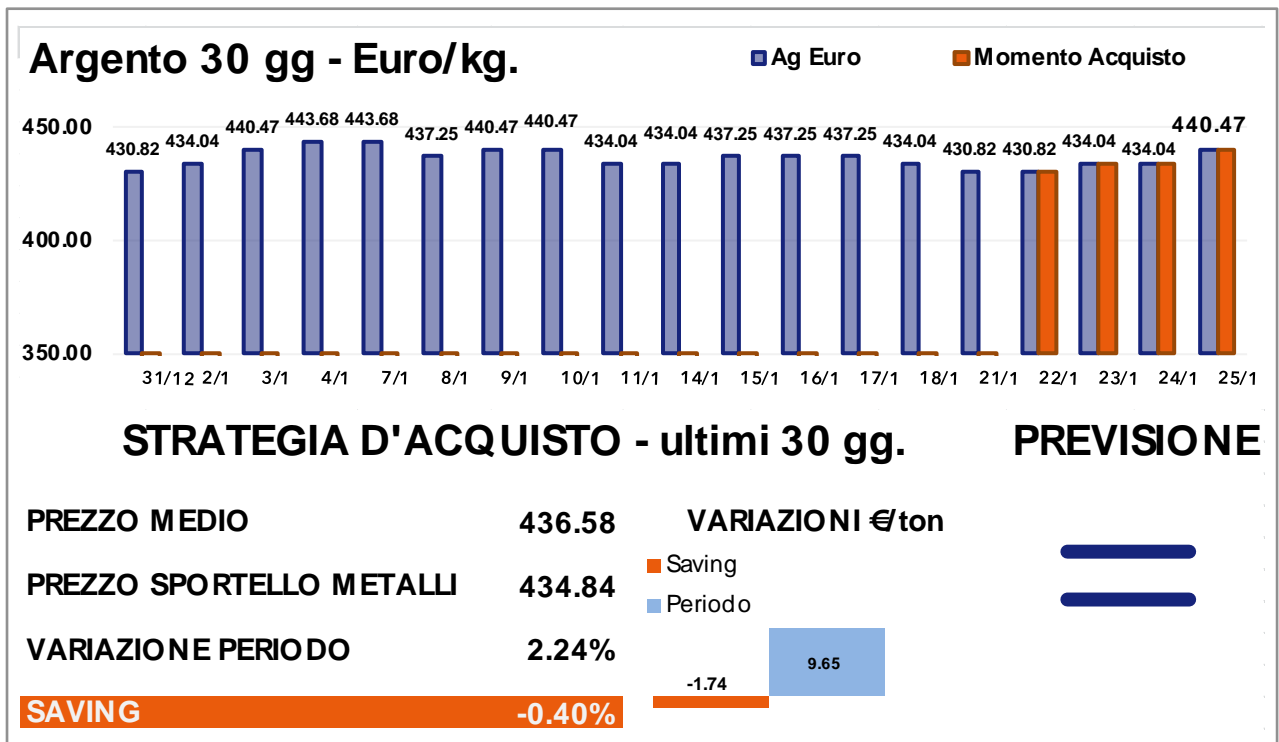 Argento 30 gg - Euro/kg.
Ag Euro Momento Acquisto
450.00
400.00
350.00
430.82 434.04 440.47 443.68 443.68 437.25 440.47 440.47 434.04 434.04 437.25 437.25 437.25 434.04 430.82 430.82 434.04 434.04 440.47
31/12 2/1 3/1 4/1 7/1 8/1 9/1 10/1 11/1 14/1 15/1 16/1 17/1 18/1 21/1 22/1 23/1 24/1 25/1
STRATEGIA D'ACQUISTO - ultimi 30 gg. PREVISIONE
PREZZO MEDIO 436.58
PREZZO SPORTELLO METALLI 434.84
VARIAZIONE PERIODO 2.24%
SAVING -0.40%
VARIAZIONI €/ton
Saving
Periodo
9.65
-1.74